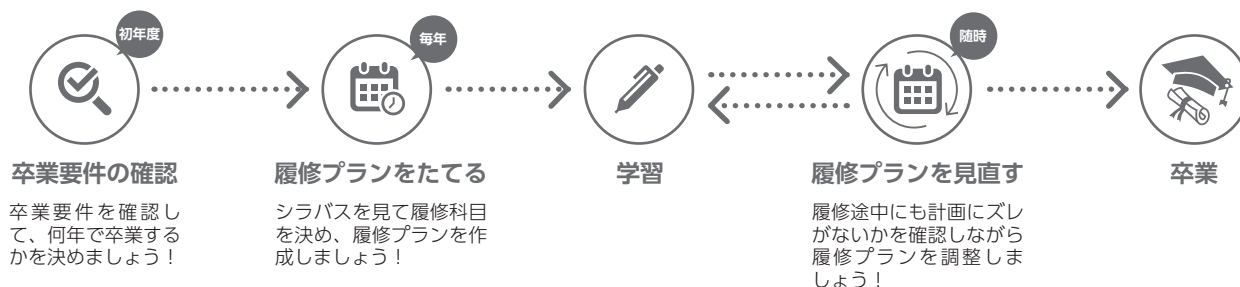 初年度
卒業要件の確認
卒業要件を確認し
て、何年で卒業する
かを決めましょう！
毎年
履修プランをたてる
シラバスを見て履修科目
を決め、履修プランを作
成しましょう！
学習
随時
履修プランを見直す
履修途中にも計画にズレ
がないかを確認しながら
履修プランを調整しま
しょう！
卒業